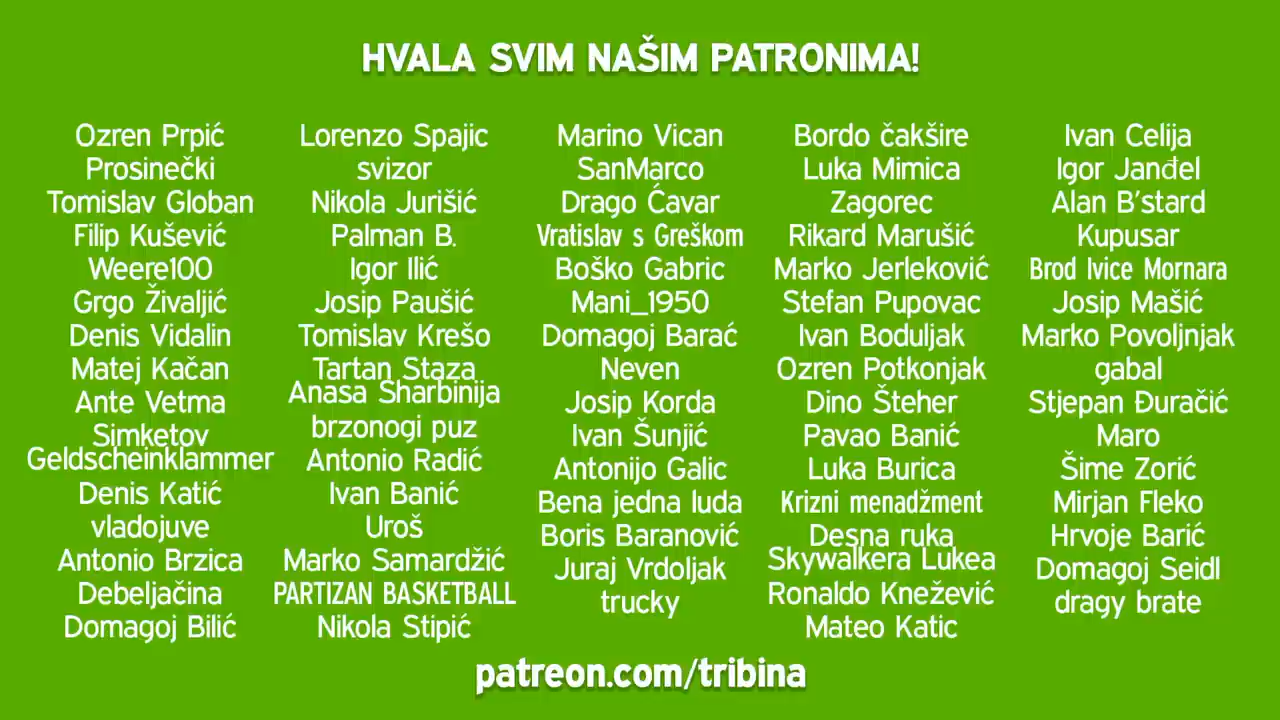 HVALA SVIM NAŠIM PATRONIMA!
Ozren Prpić
Prosinečki
Tomislav Globan
Filip Kušević
Weere100
Grgo Živaljić
Denis Vidalin
Matej Kačan
Ante Vetma
Simketov
Geldscheinklammer
Denis Katić
vladojuve
Antonio Brzica
Debeljačina
Domagoj Bilić
Lorenzo Spajic
svizor
Nikola Jurišić
Palman B.
Igor Ilić
Josip Paušić
Tomislav Krešo
Tartan Staza
Anasa Sharbinija
brzonogi puz
Antonio Radić
Ivan Banić
Uroš
Marko Samardžić
PARTIZAN BASKETBALL
Nikola Stipić
Marino Vican
SanMarco
Drago Ćavar
Vratislav s Greškom
Boško Gabric
Mani_1950
Domagoj Barać
Neven
Josip Korda
Ivan Šunjić
Antonijo Galic
Bena jedna luda
Boris Baranović
Juraj Vrdoljak
trucky
Bordo čakšire
Luka Mimica
Zagorec
Rikard Marušić
Marko Jerleković
Stefan Pupovac
Ivan Boduljak
Ozren Potkonjak
Dino Šteher
Pavao Banić
Luka Burica
Krizni menadžment
Desna ruka
Skywalkera Lukea
Ronaldo Knežević
Mateo Katic
Ivan Celija
Igor Janđel
Alan B'stard
Kupusar
Brod Ivice Mornara
Josip Mašić
Marko Povoljnjak
gabal
Stjepan Đuračić
Maro
Šime Zorić
Mirjan Fleko
Hrvoje Barić
Domagoj Seidl
dragy brate
patreon.com/tribina